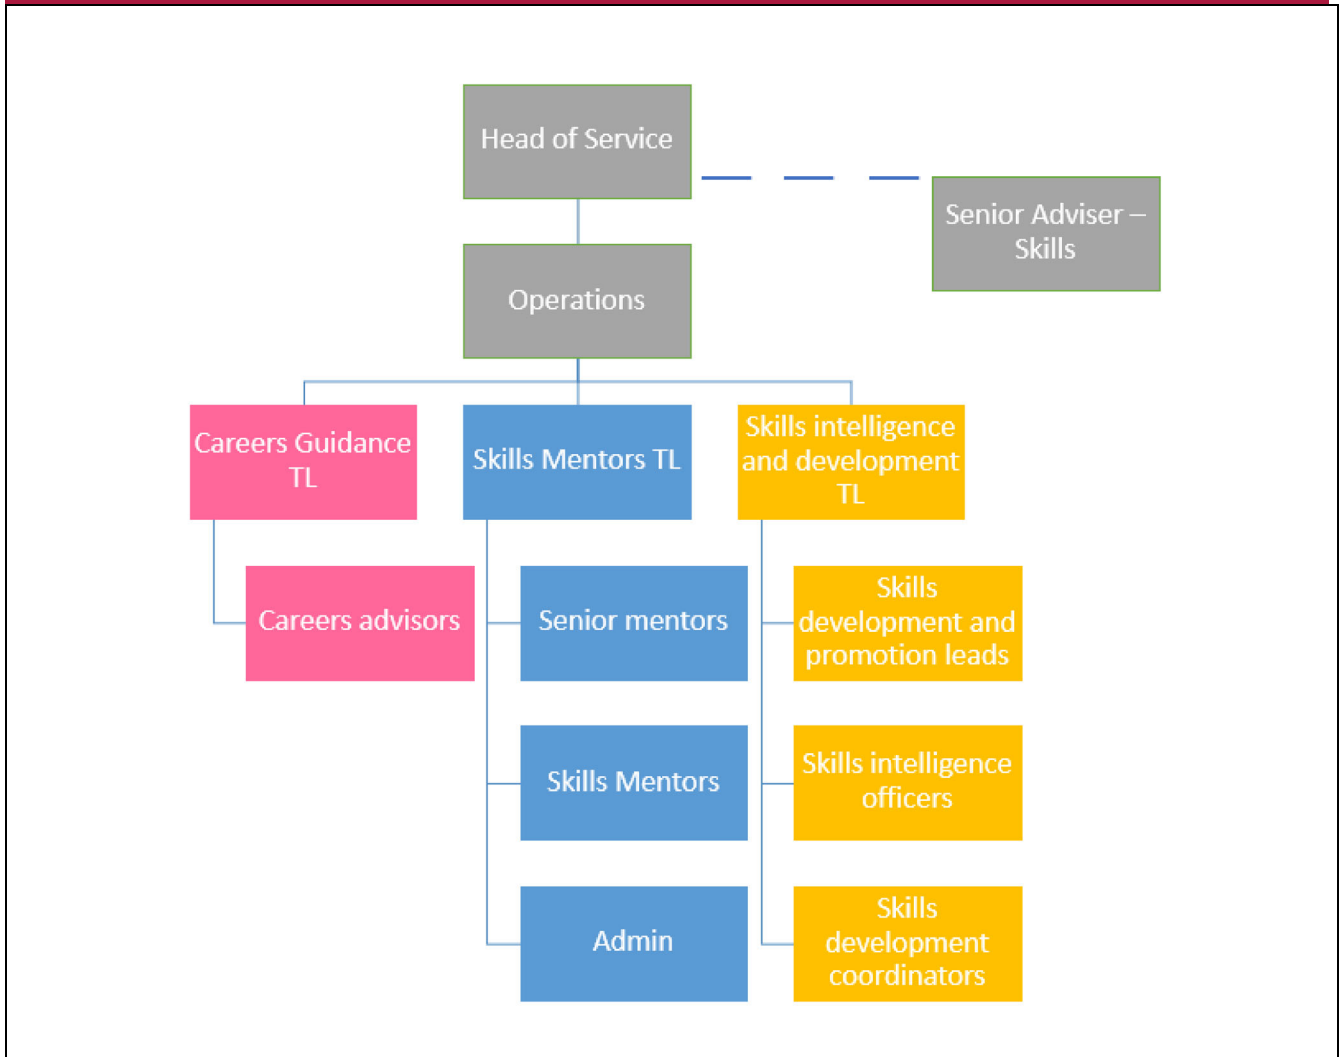 Head of Service
Senior Adviser –
Skills
Operations
Careers Guidance
TL
Skills Mentors TL
Skills intelligence
and development
TL
Careers advisors
Senior mentors
Skills
development and
promotion leads
Skills Mentors
Skills intelligence
officers
Admin
Skills
development
coordinators